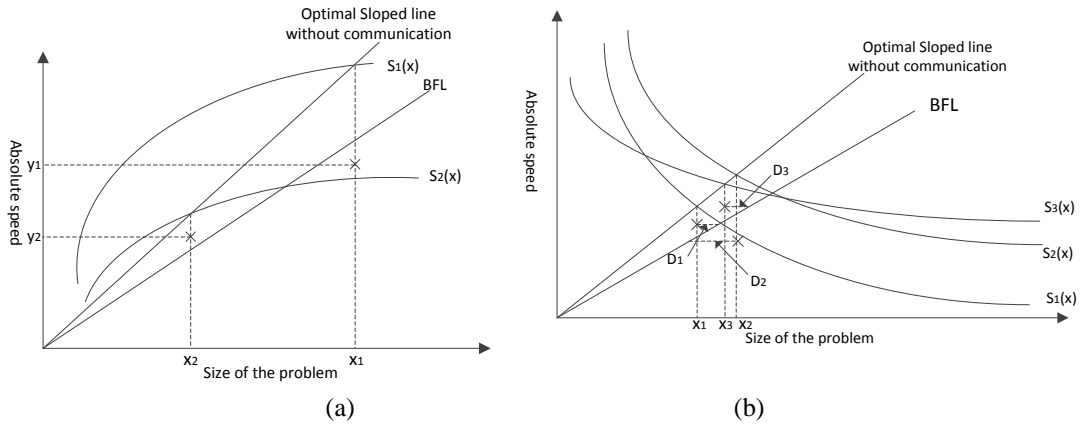 Optimal Sloped line
without communication
S1(x)
BFL
Absolute speed
y1
S2(x)
y2
x2
x1
Size of the problem
(a)
Optimal Sloped line
without communication
BFL
Absolute speed
D3
S3(x)
D1
D2
S2(x)
S1(x)
x1
x3
x2
Size of the problem
(b)